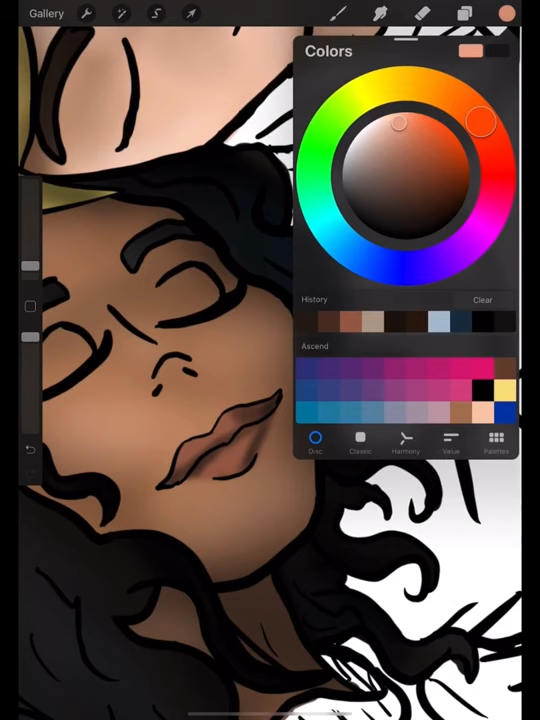 Gallery
Colors
History Clear
Ascend
Disc Classic Harmony Value Palettes